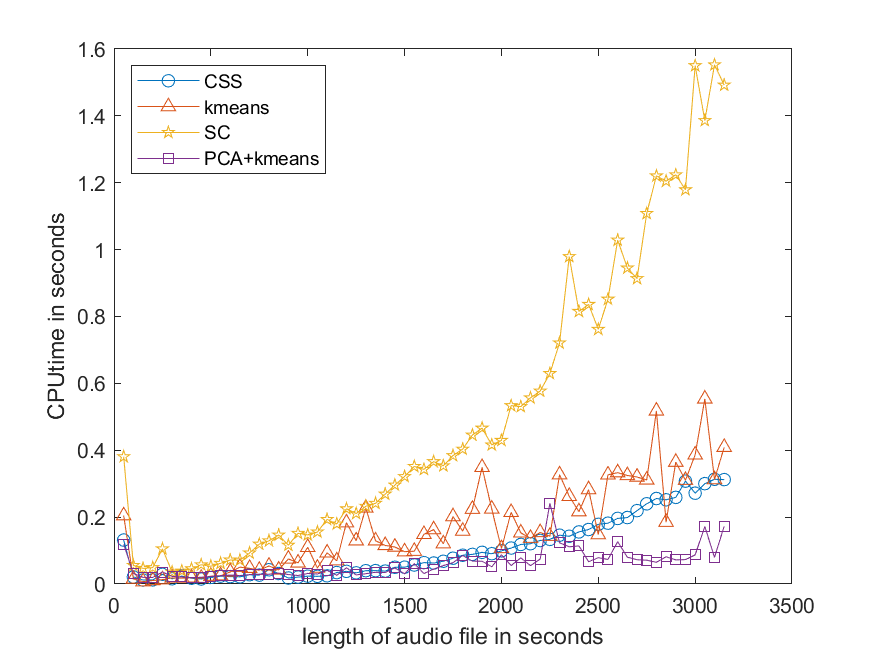 1.6
1.4
1.2
1
0.8
0.6
0.4
0.2
0
CPUtime in seconds
CSS
kmeans
SC
PCA+kmeans
0 500 1000 1500 2000 2500 3000 3500
length of audio file in seconds